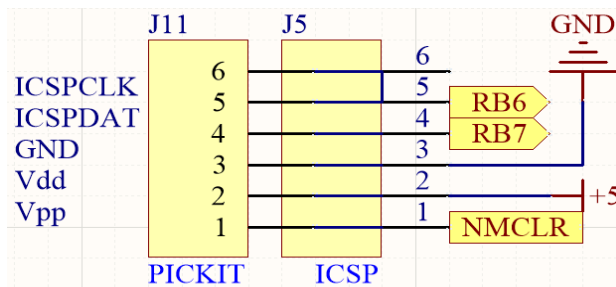 J11 J5 GND
6 6
ICSPCLK 5 5 RB6
ICSPDAT 4 4 RB7
GND 3 3
Vdd 2 2 +5
Vpp 1 1 NMCLR
PICKIT ICSP